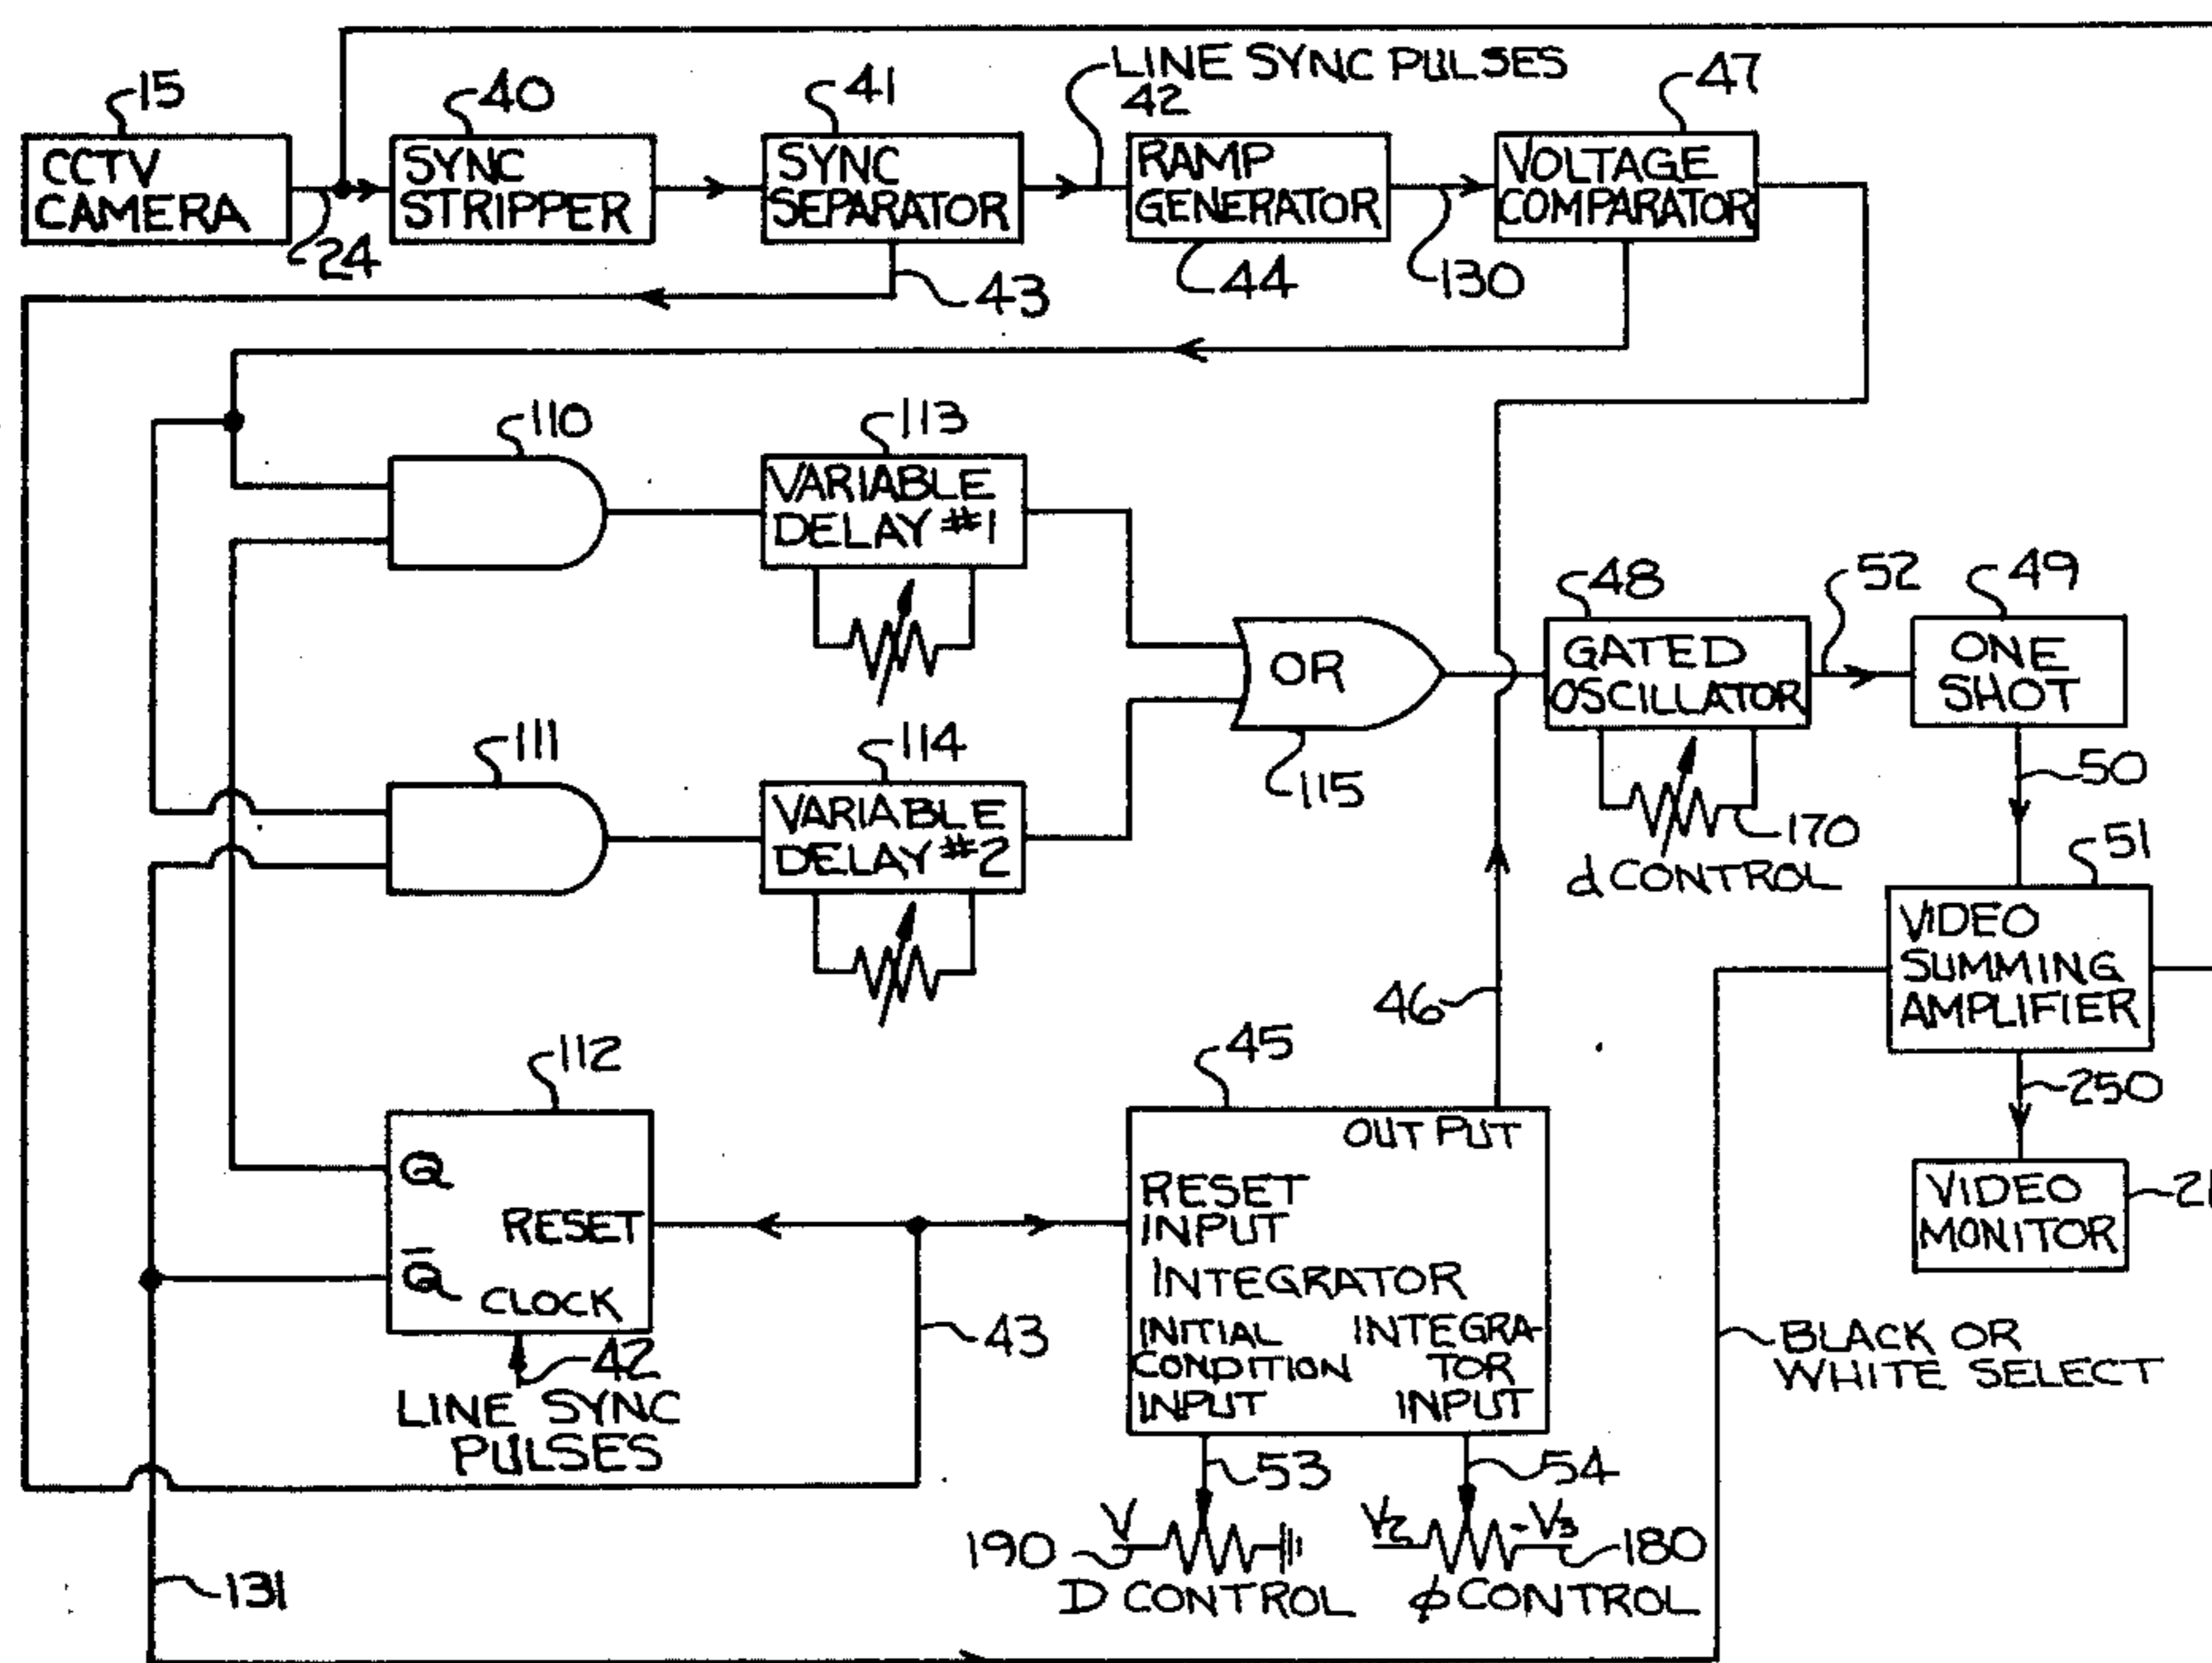 LINE SYNC PULSES
42
15
40
41
47
CCTV
CAMERA
SYNC
STRIPPER
SYNC
SEPARATOR
RAMP
GENERATOR
VOLTAGE
COMPARATOR
24
43
44
130
110
113
VARIABLE
DELAY #1
48
52
49
OR
GATED
OSCILLATOR
ONE
SHOT
111
114
115
50
VARIABLE
DELAY #2
170
d CONTROL
51
VIDEO
SUMMING
AMPLIFIER
46
45
112
250
OUTPUT
Q
RESET
Q̅
CLOCK
RESET
INPUT
INTEGRATOR
INITIAL
CONDITION
INPUT
INTEGRA-
TOR
INPUT
VIDEO
MONITOR
42
LINE SYNC
PULSES
43
BLACK OR
WHITE SELECT
53
54
V
V2
-V3
190
180
D CONTROL
ϕ CONTROL
131